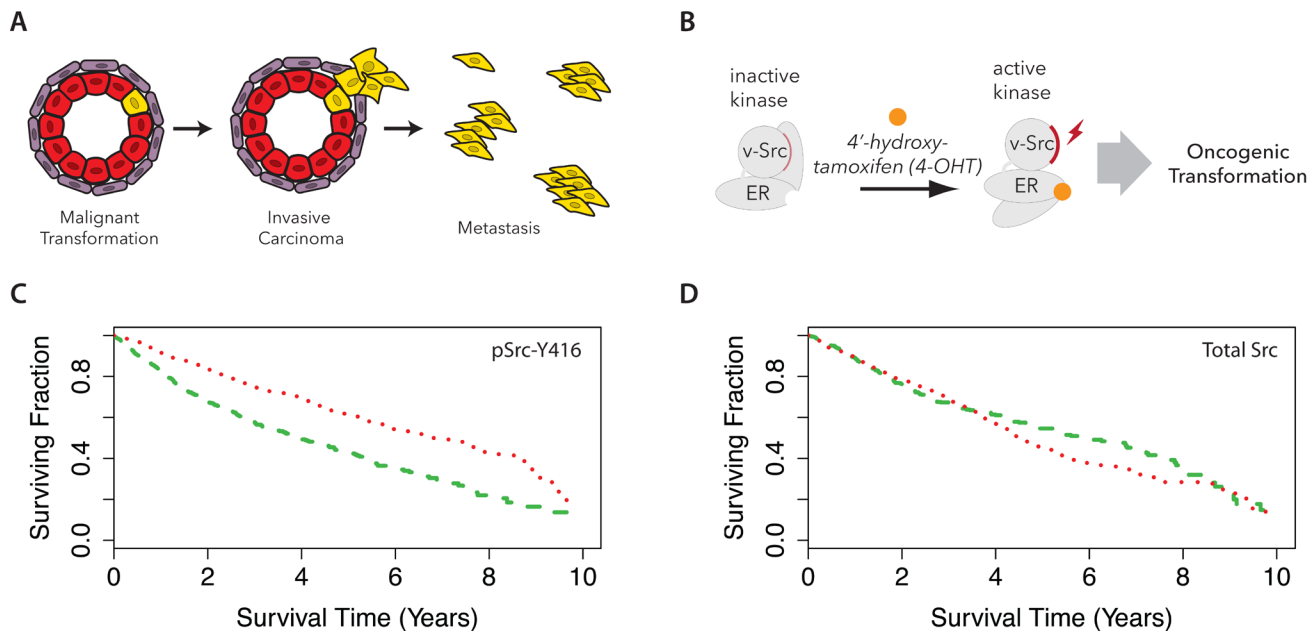 A
Malignant
Transformation
Invasive
Carcinoma
Metastasis
B
inactive
kinase
v-Src
ER
4′-hydroxy-
tamoxifen (4-OHT)
active
kinase
v-Src
ER
Oncogenic
Transformation
C
pSrc-Y416
Surviving Fraction
0.8
0.4
0.0
0 2 4 6 8 10
Survival Time (Years)
D
Total Src
Surviving Fraction
0.8
0.4
0.0
0 2 4 6 8 10
Survival Time (Years)